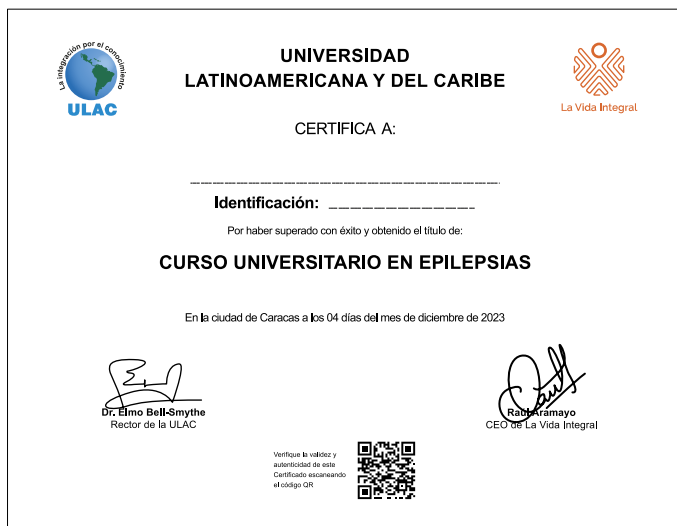 La integración por el conocimiento
ULAC
UNIVERSIDAD
LATINOAMERICANA Y DEL CARIBE
La Vida Integral
CERTIFICA A:
Identificación:
Por haber superado con éxito y obtenido el título de:
CURSO UNIVERSITARIO EN EPILEPSIAS
En la ciudad de Caracas a los 04 días del mes de diciembre de 2023
Dr. Elmo Bell-Smythe
Rector de la ULAC
Raúl Aramayo
CEO de La Vida Integral
Verifique la validez y
autenticidad de este
Certificado escaneando
el código QR